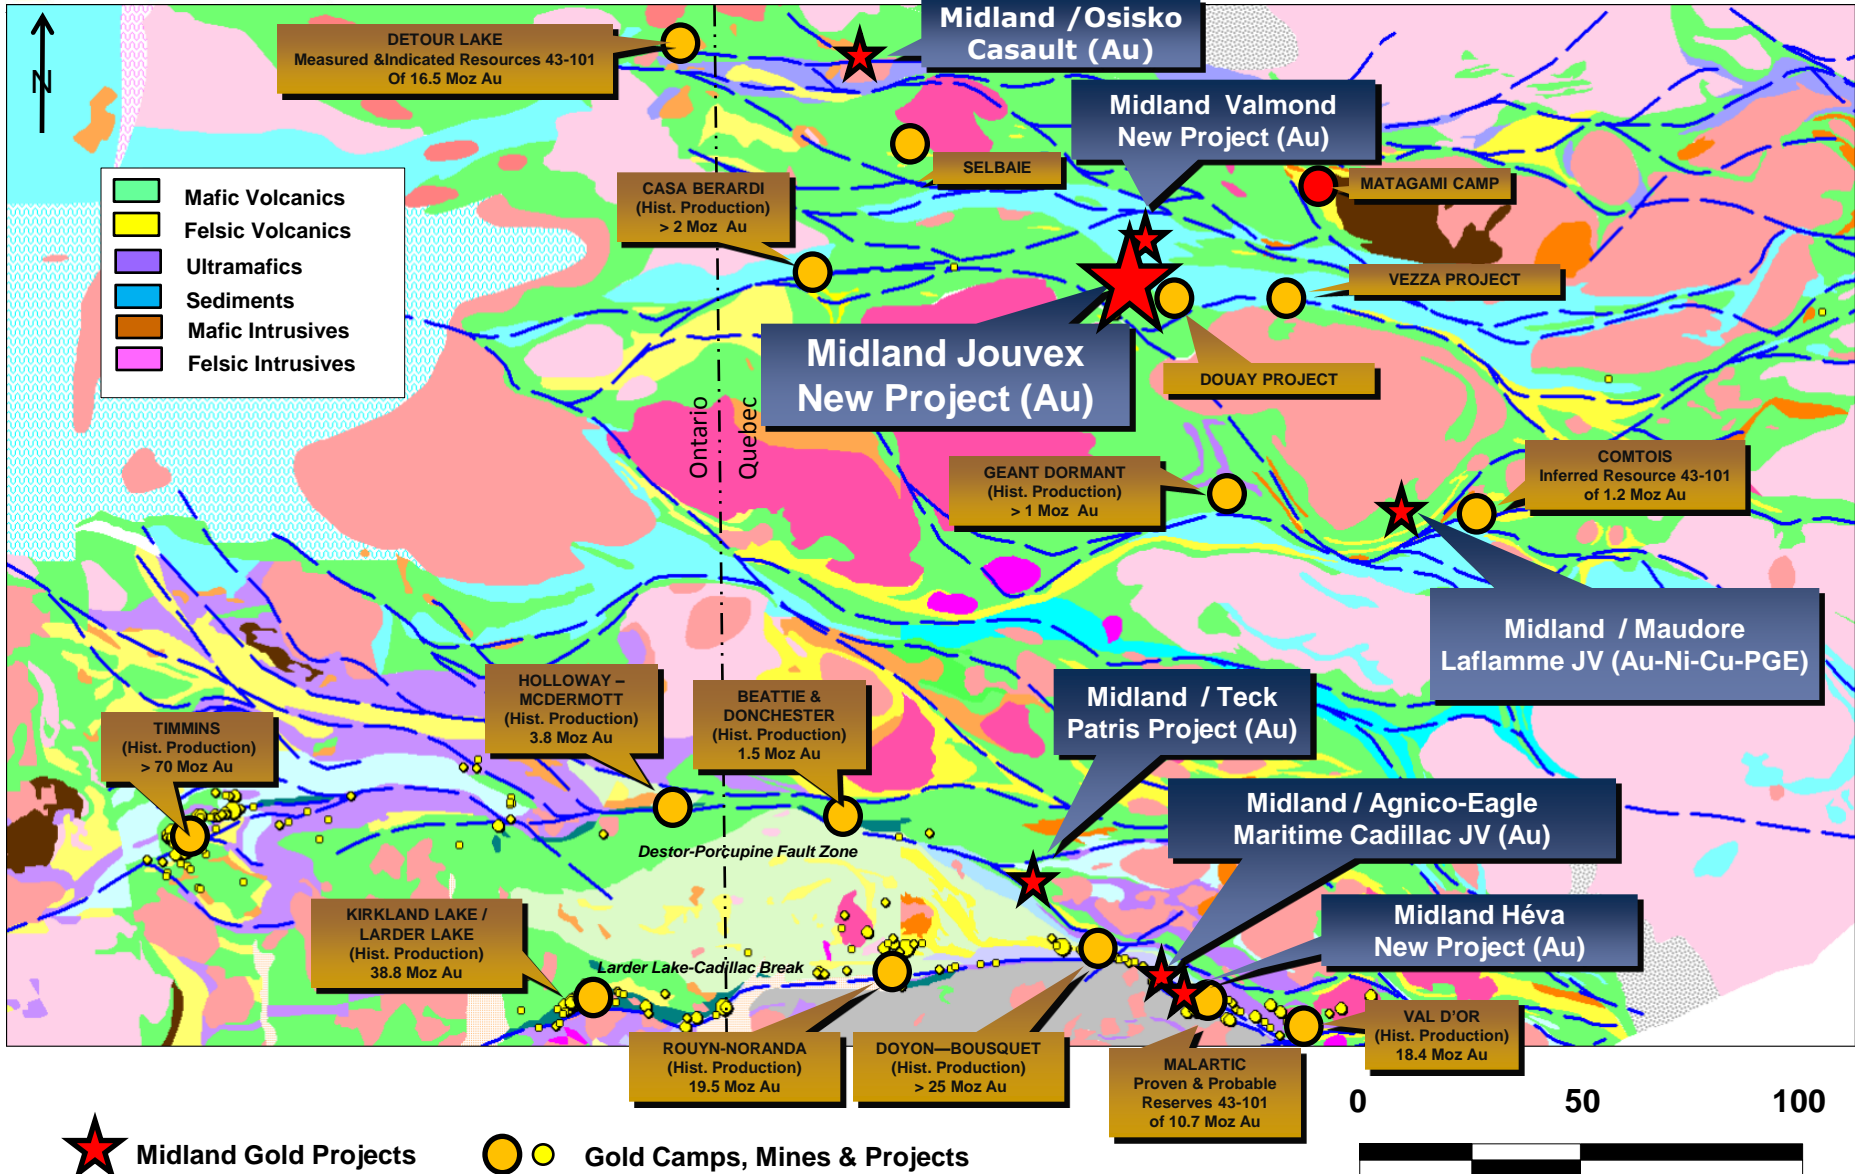 Midland /Osisko
Casault (Au)
DETOUR LAKE
Measured &Indicated Resources 43-101
Of 16.5 Moz Au
N
Midland Valmond
New Project (Au)
SELBAIE
MATAGAMI CAMP
CASA BERARDI
(Hist. Production)
> 2 Moz Au
Mafic Volcanics
Felsic Volcanics
Ultramafics
Sediments
Mafic Intrusives
Felsic Intrusives
VEZZA PROJECT
Midland Jouvex
New Project (Au)
DOUAY PROJECT
Ontario
Quebec
GEANT DORMANT
(Hist. Production)
> 1 Moz Au
COMTOIS
Inferred Resource 43-101
of 1.2 Moz Au
Midland / Maudore
Laflamme JV (Au-Ni-Cu-PGE)
HOLLOWAY –
MCDERMOTT
(Hist. Production)
3.8 Moz Au
BEATTIE &
DONCHESTER
(Hist. Production)
1.5 Moz Au
Midland / Teck
Patris Project (Au)
TIMMINS
(Hist. Production)
> 70 Moz Au
Midland / Agnico-Eagle
Maritime Cadillac JV (Au)
Destor-Porcupine Fault Zone
KIRKLAND LAKE /
LARDER LAKE
(Hist. Production)
38.8 Moz Au
Midland Héva
New Project (Au)
Larder Lake-Cadillac Break
ROUYN-NORANDA
(Hist. Production)
19.5 Moz Au
DOYON—BOUSQUET
(Hist. Production)
> 25 Moz Au
MALARTIC
Proven & Probable
Reserves 43-101
of 10.7 Moz Au
VAL D'OR
(Hist. Production)
18.4 Moz Au
0 50 100
Midland Gold Projects
Gold Camps, Mines & Projects